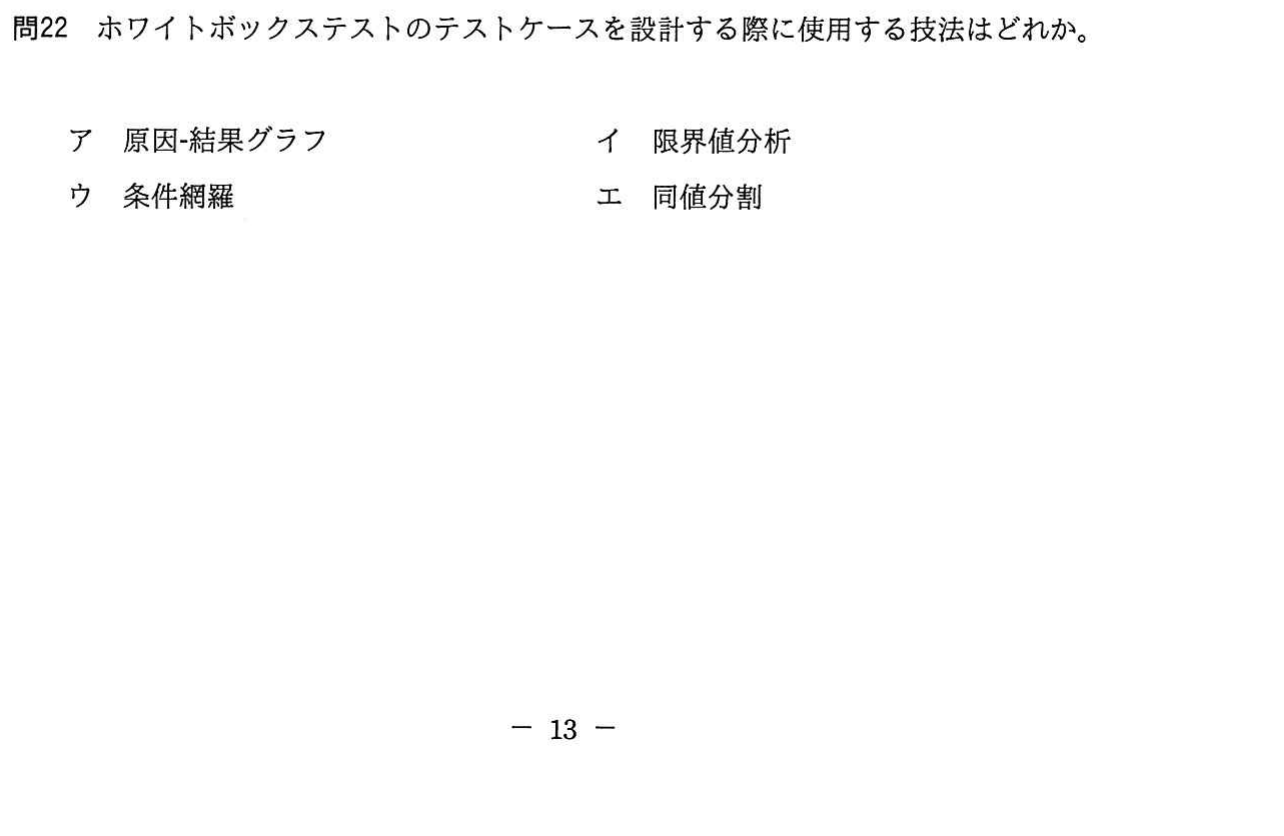 問22　ホワイトボックステストのテストケースを設計する際に使用する技法はどれか。
ア　原因-結果グラフ　　イ　限界値分析
ウ　条件網羅　　エ　同値分割
－ 13 －